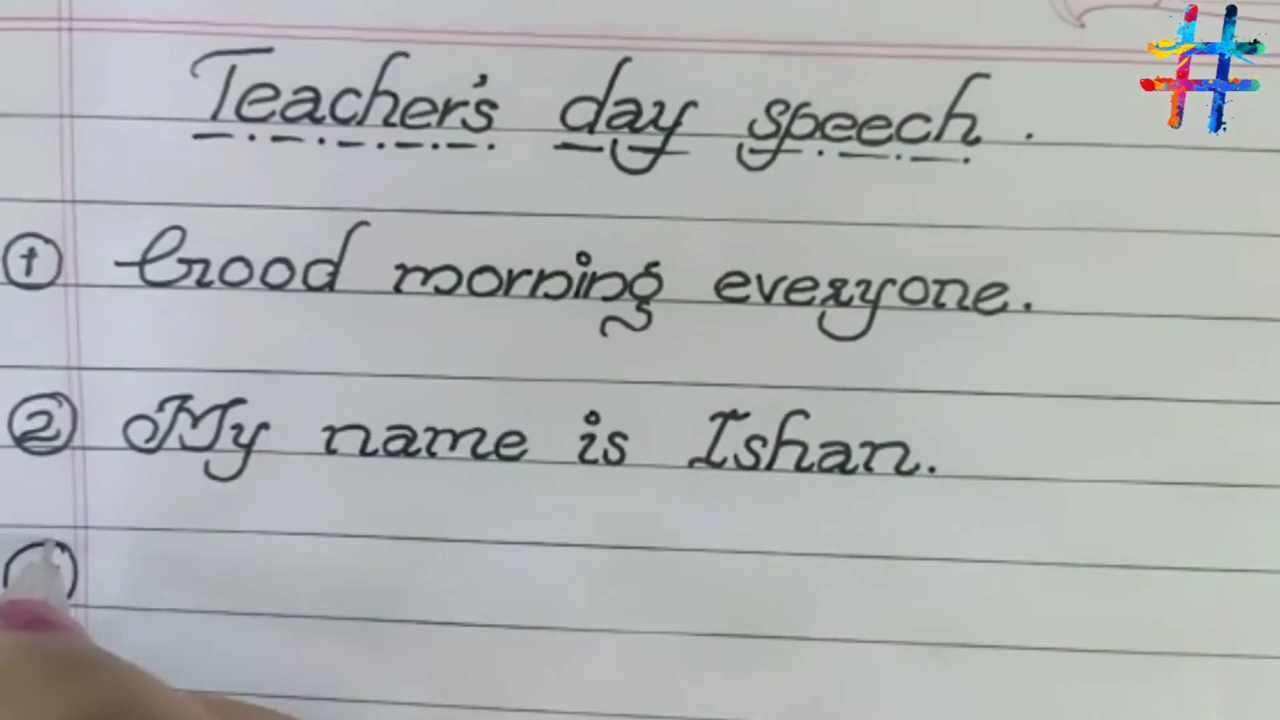 Teacher's day speech.
① Good morning everyone.
② My name is Ishan.